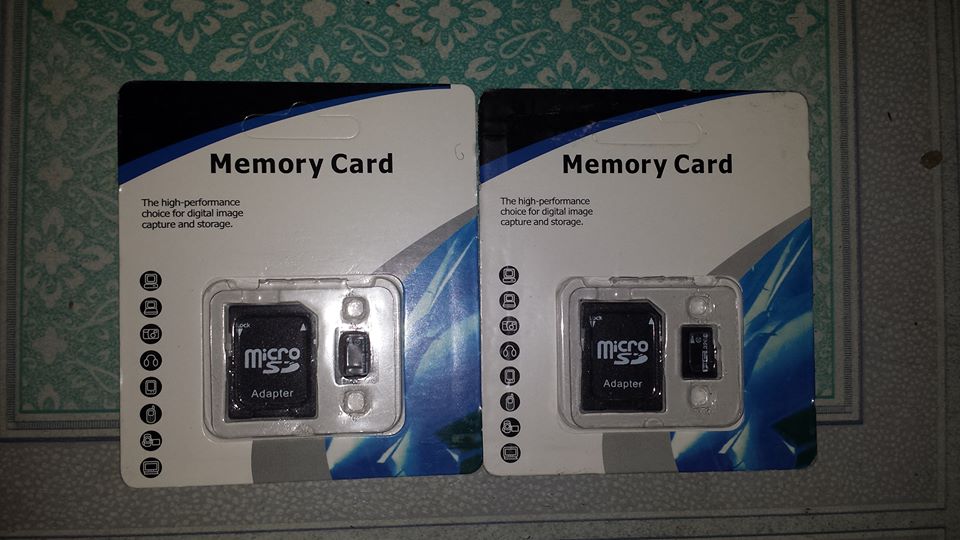 Memory Card
The high-performance
choice for digital image
capture and storage.
Lock
micro
SD
Adapter
Memory Card
The high-performance
choice for digital image
capture and storage.
Lock
micro
SD
Adapter